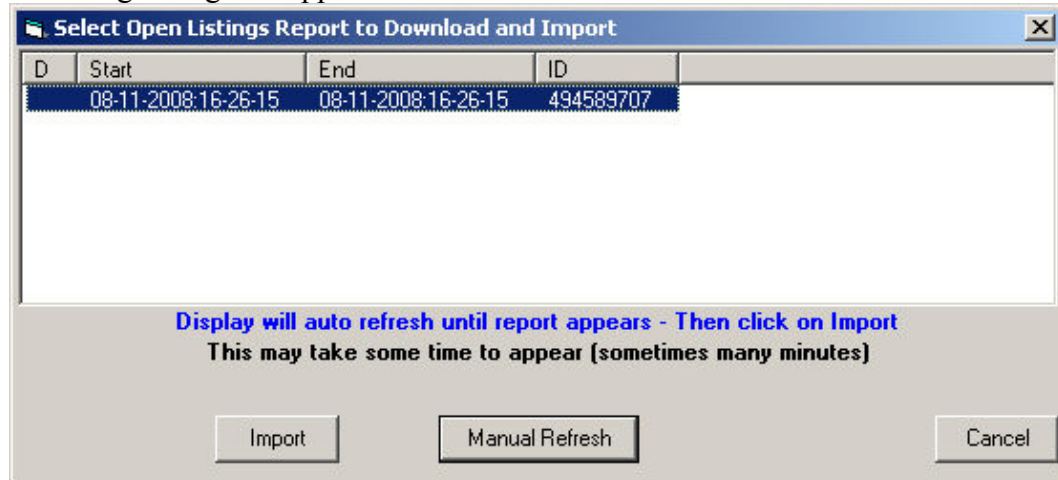 Select Open Listings Report to Download and Import
D Start End ID
08-11-2008:16-26-15 08-11-2008:16-26-15 494589707
Display will auto refresh until report appears - Then click on Import
This may take some time to appear (sometimes many minutes)
Import Manual Refresh Cancel